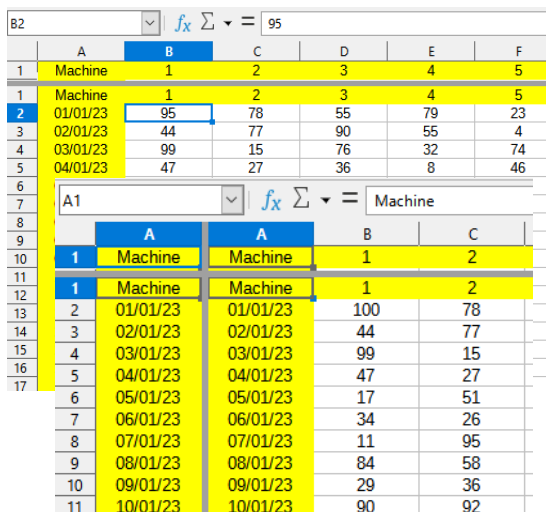 B2 fx Σ = 95
A B C D E F
1 Machine 1 2 3 4 5
1 Machine 1 2 3 4 5
2 01/01/23 95 78 55 79 23
3 02/01/23 44 77 90 55 4
4 03/01/23 99 15 76 32 74
5 04/01/23 47 27 36 8 46
6
7
8
9
10
11
12
13
14
15
16
17
A1 fx Σ = Machine
A A B C
1 Machine Machine 1 2
1 Machine Machine 1 2
2 01/01/23 01/01/23 100 78
3 02/01/23 02/01/23 44 77
4 03/01/23 03/01/23 99 15
5 04/01/23 04/01/23 47 27
6 05/01/23 05/01/23 17 51
7 06/01/23 06/01/23 34 26
8 07/01/23 07/01/23 11 95
9 08/01/23 08/01/23 84 58
10 09/01/23 09/01/23 29 36
11 10/01/23 10/01/23 90 92